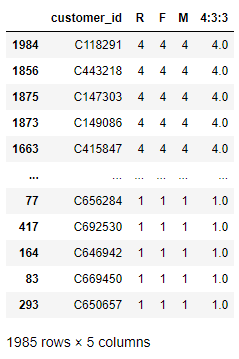 customer_id R F M 4:3:3
1984 C118291 4 4 4 4.0
1856 C443218 4 4 4 4.0
1875 C147303 4 4 4 4.0
1873 C149086 4 4 4 4.0
1663 C415847 4 4 4 4.0
... ... ... ... ... ...
77 C656284 1 1 1 1.0
417 C692530 1 1 1 1.0
164 C646942 1 1 1 1.0
83 C669450 1 1 1 1.0
293 C650657 1 1 1 1.0
1985 rows × 5 columns